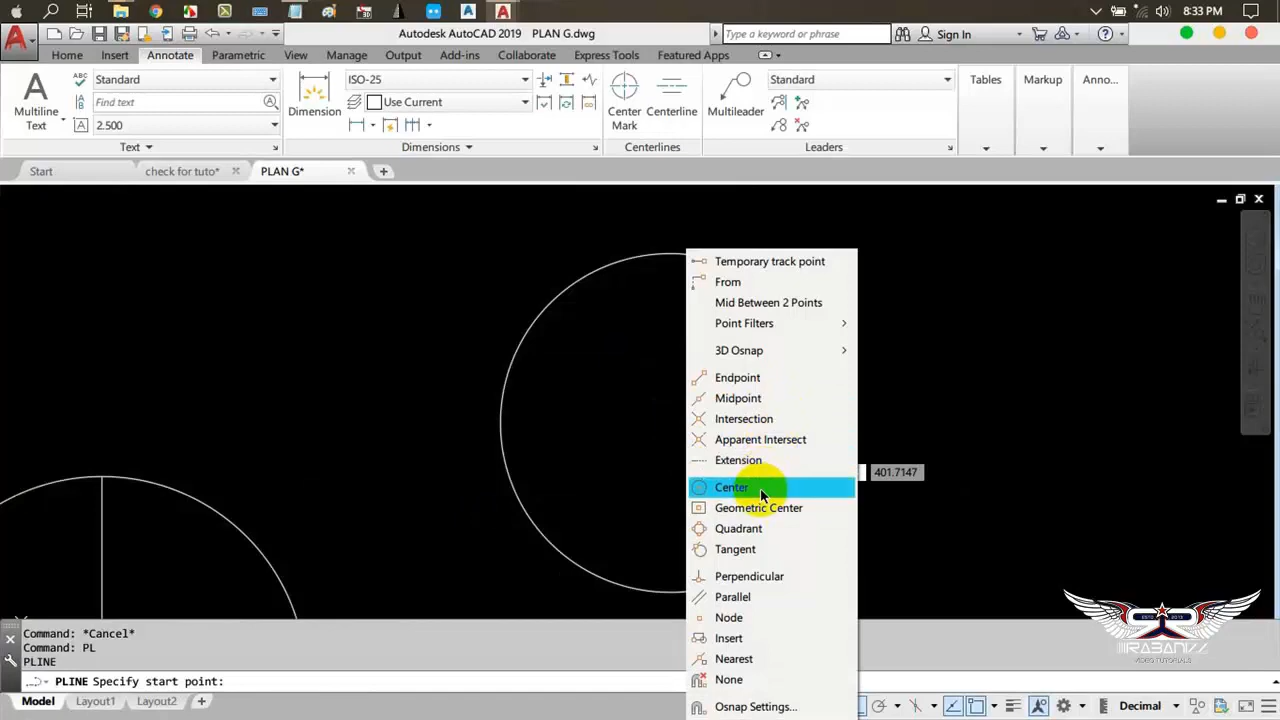 8:33 PM
Autodesk AutoCAD 2019 PLAN G.dwg
Type a keyword or phrase
Sign In
Home Insert Annotate Parametric View Manage Output Add-ins Collaborate Express Tools Featured Apps
Multiline Text
ABC
Standard
Find text
2.500
Dimension
ISO-25
Use Current
Center Mark
Centerline
Multileader
Standard
Tables
Markup
Anno...
Text
Dimensions
Centerlines
Leaders
Start
check for tuto*
PLAN G*
Temporary track point
From
Mid Between 2 Points
Point Filters
3D Osnap
Endpoint
Midpoint
Intersection
Apparent Intersect
Extension
401.7147
Center
Geometric Center
Quadrant
Tangent
Perpendicular
Parallel
Node
Insert
Nearest
None
Osnap Settings...
Command: *Cancel*
Command: PL
PLINE
PLINE Specify start point:
VIDEO TUTORIALS
Model Layout1 Layout2
Decimal